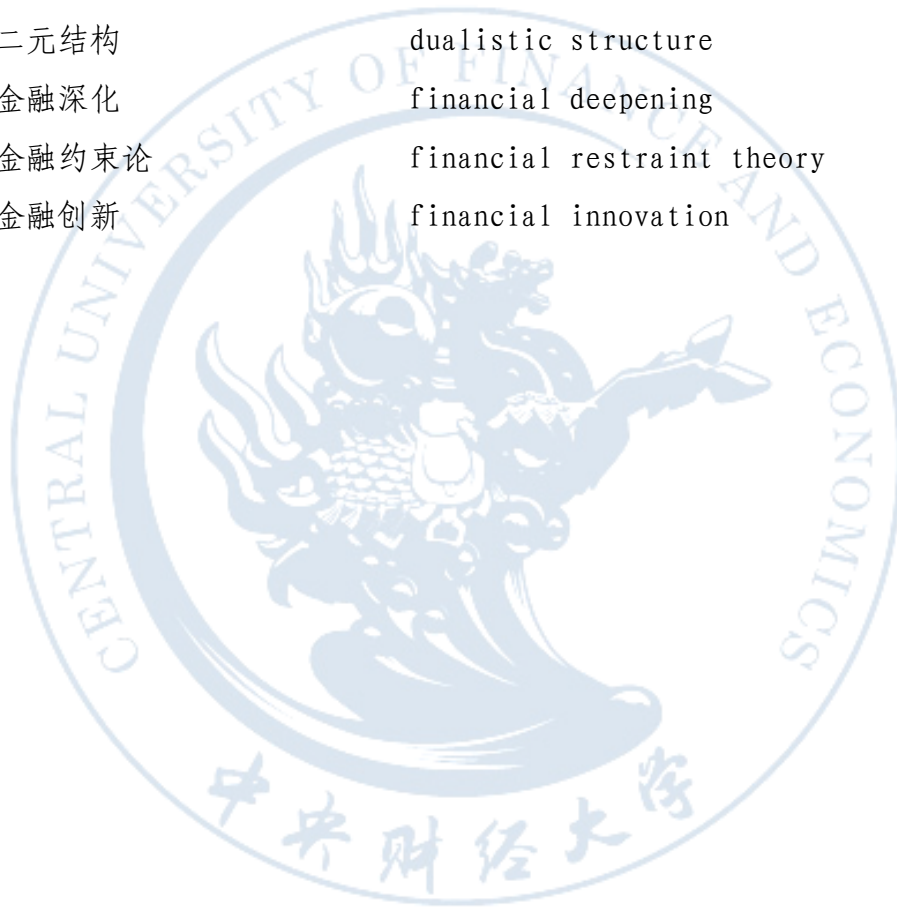 二元结构 dualistic structure
金融深化 financial deepening
金融约束论 financial restraint theory
金融创新 financial innovation
CENTRAL UNIVERSITY OF FINANCE AND ECONOMICS
中央财经大学